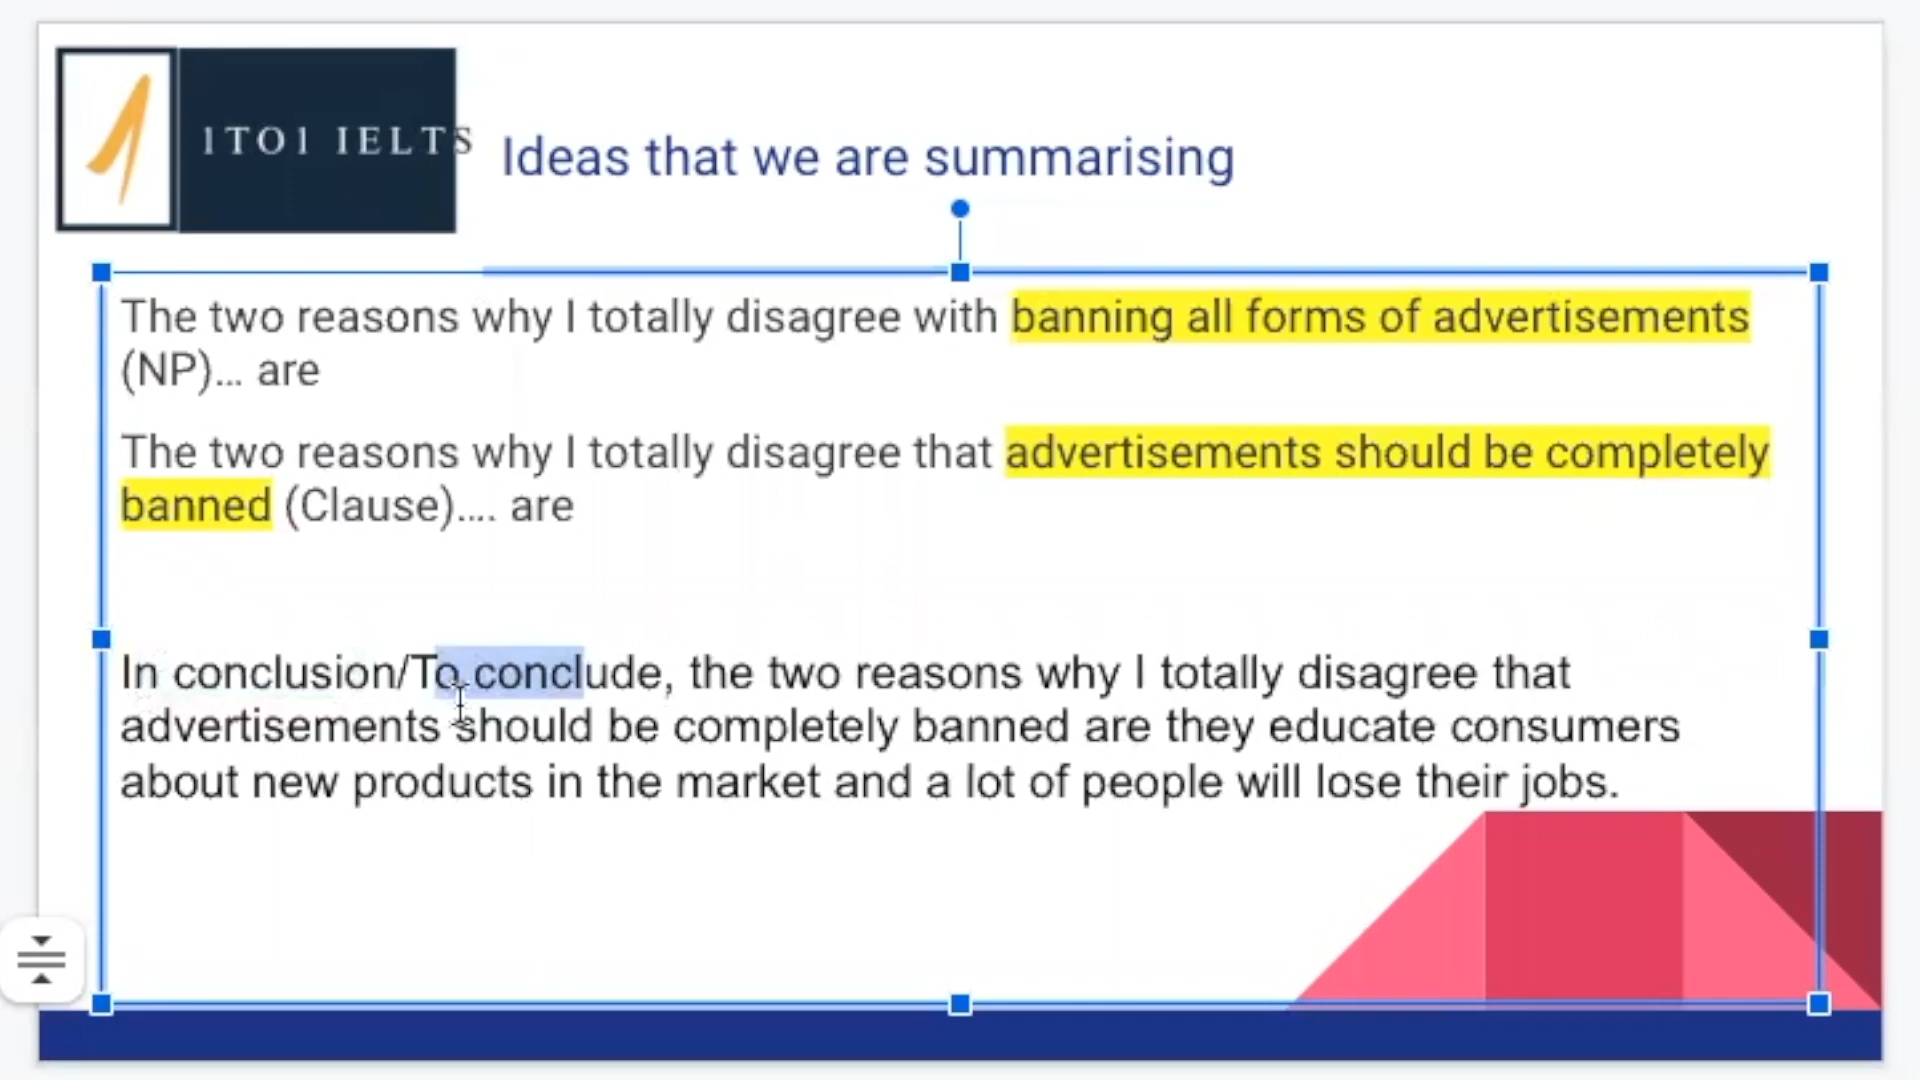 1TO1 IELTS
Ideas that we are summarising
The two reasons why I totally disagree with banning all forms of advertisements
(NP)... are
The two reasons why I totally disagree that advertisements should be completely
banned (Clause).... are
In conclusion/To conclude, the two reasons why I totally disagree that
advertisements should be completely banned are they educate consumers
about new products in the market and a lot of people will lose their jobs.